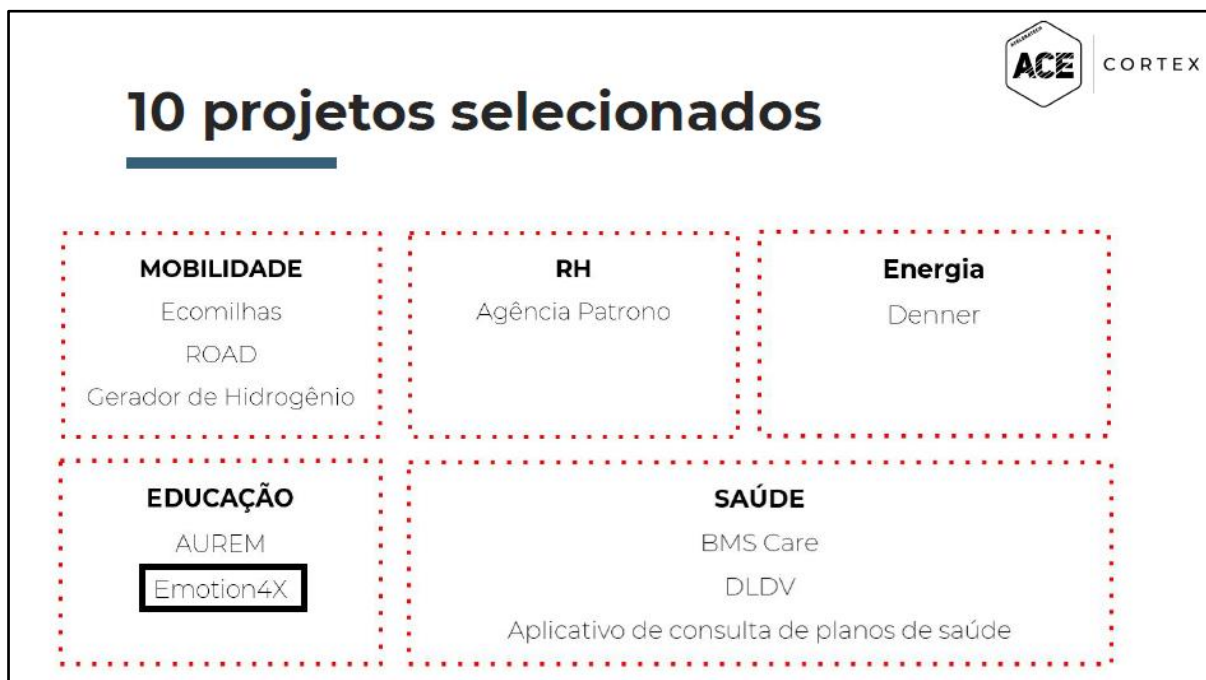 ACE
CORTEX
10 projetos selecionados
MOBILIDADE
Ecomilhas
ROAD
Gerador de Hidrogênio
RH
Agência Patrono
Energia
Denner
EDUCAÇÃO
AUREM
Emotion4X
SAÚDE
BMS Care
DLDV
Aplicativo de consulta de planos de saúde